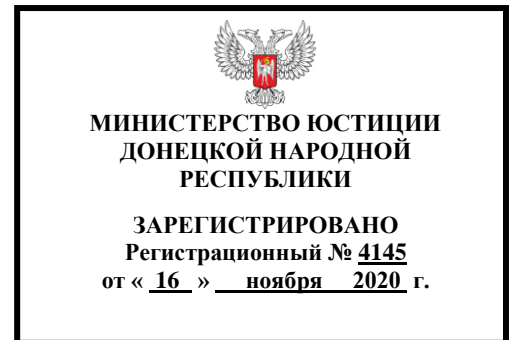 МИНИСТЕРСТВО ЮСТИЦИИ
ДОНЕЦКОЙ НАРОДНОЙ
РЕСПУБЛИКИ
ЗАРЕГИСТРИРОВАНО
Регистрационный № 4145
от « 16 » ноября 2020 г.